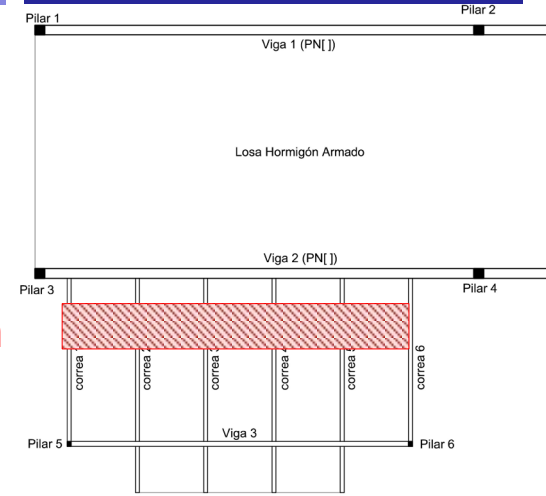 Pilar 1
Pilar 2
Viga 1 (PN[ ])
Losa Hormigón Armado
Viga 2 (PN[ ])
Pilar 3
Pilar 4
correa
correa
correa
correa
correa
correa 6
Viga 3
Pilar 5
Pilar 6